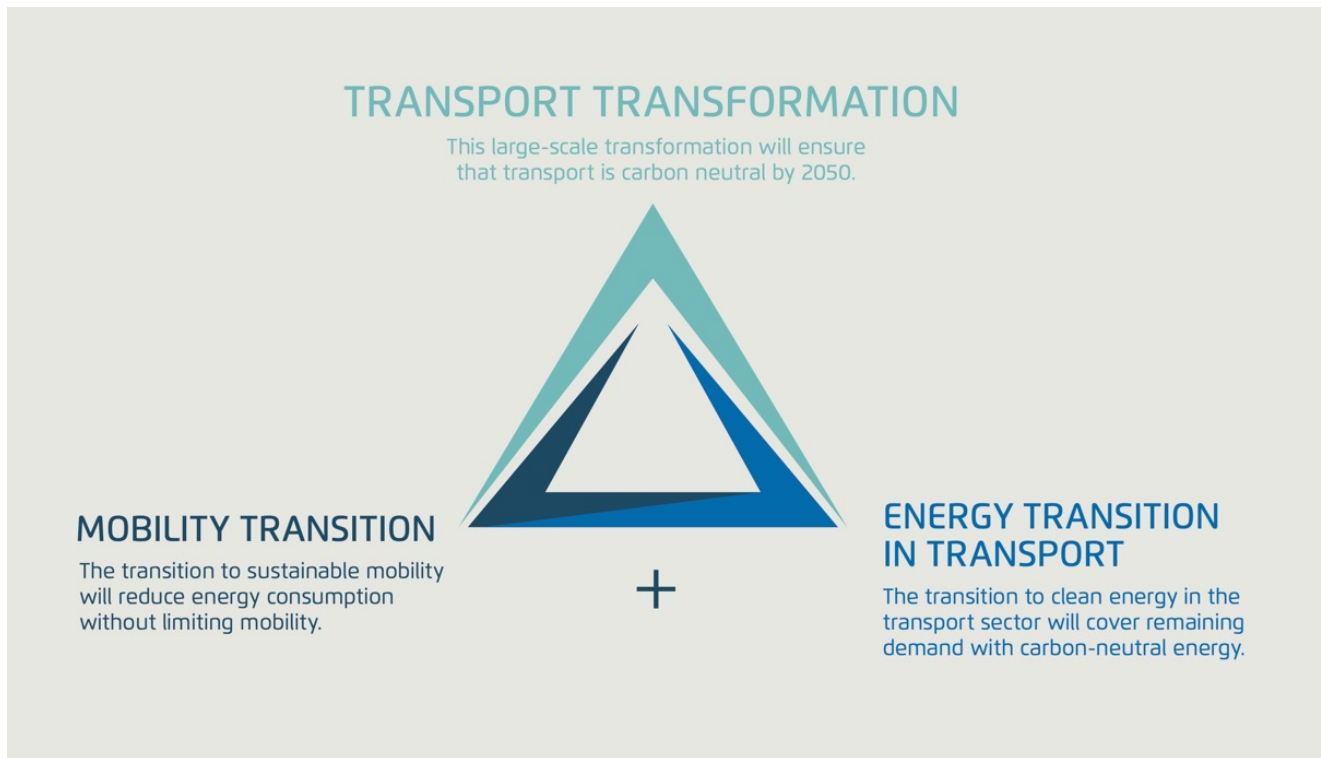 TRANSPORT TRANSFORMATION
This large-scale transformation will ensure
that transport is carbon neutral by 2050.
MOBILITY TRANSITION
The transition to sustainable mobility
will reduce energy consumption
without limiting mobility.
+
ENERGY TRANSITION
IN TRANSPORT
The transition to clean energy in the
transport sector will cover remaining
demand with carbon-neutral energy.